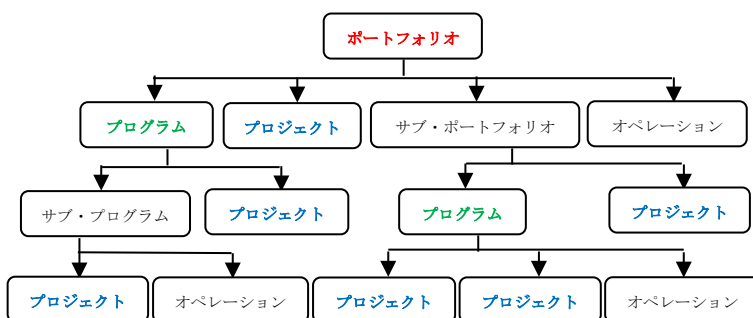 ポートフォリオ
プログラム
プロジェクト
サブ・ポートフォリオ
オペレーション
サブ・プログラム
プロジェクト
プログラム
プロジェクト
プロジェクト
オペレーション
プロジェクト
プロジェクト
オペレーション